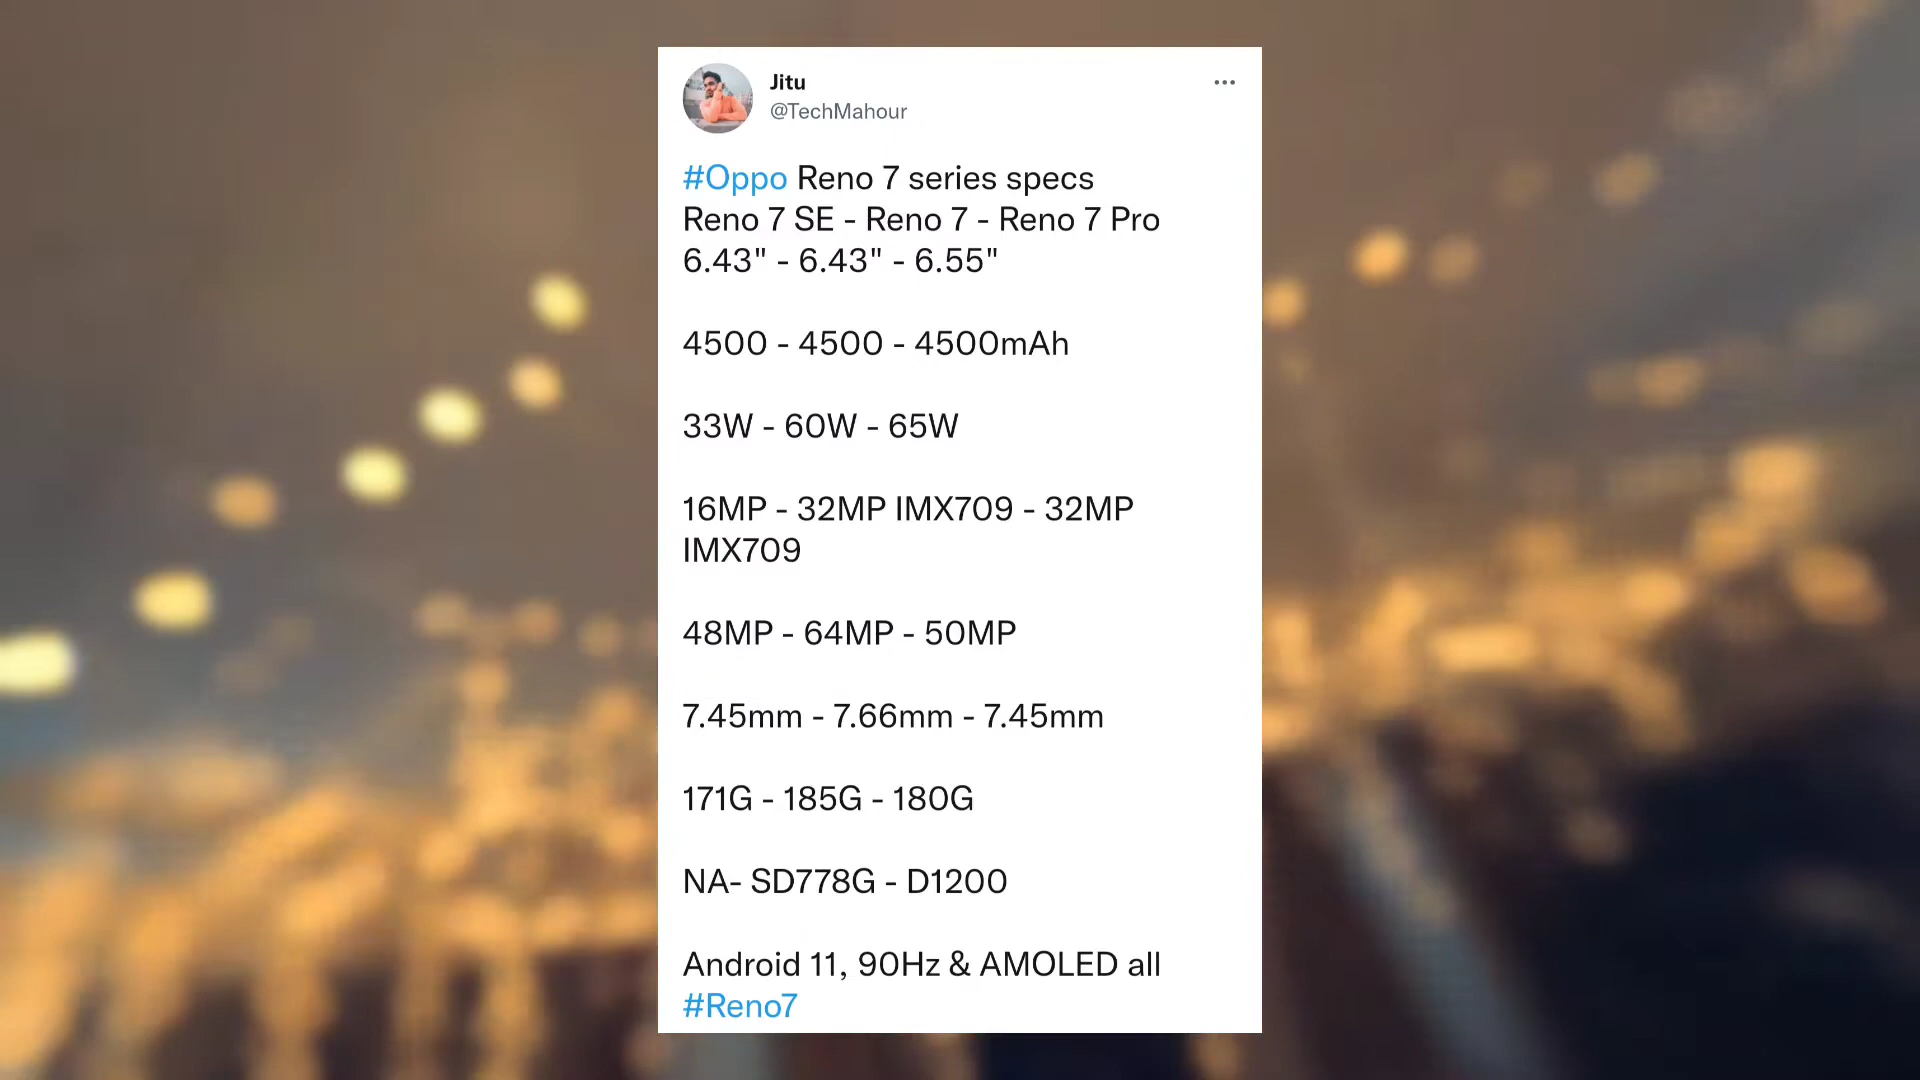 Jitu
@TechMahour
#Oppo Reno 7 series specs
Reno 7 SE - Reno 7 - Reno 7 Pro
6.43" - 6.43" - 6.55"
4500 - 4500 - 4500mAh
33W - 60W - 65W
16MP - 32MP IMX709 - 32MP
IMX709
48MP - 64MP - 50MP
7.45mm - 7.66mm - 7.45mm
171G - 185G - 180G
NA- SD778G - D1200
Android 11, 90Hz & AMOLED all
#Reno7